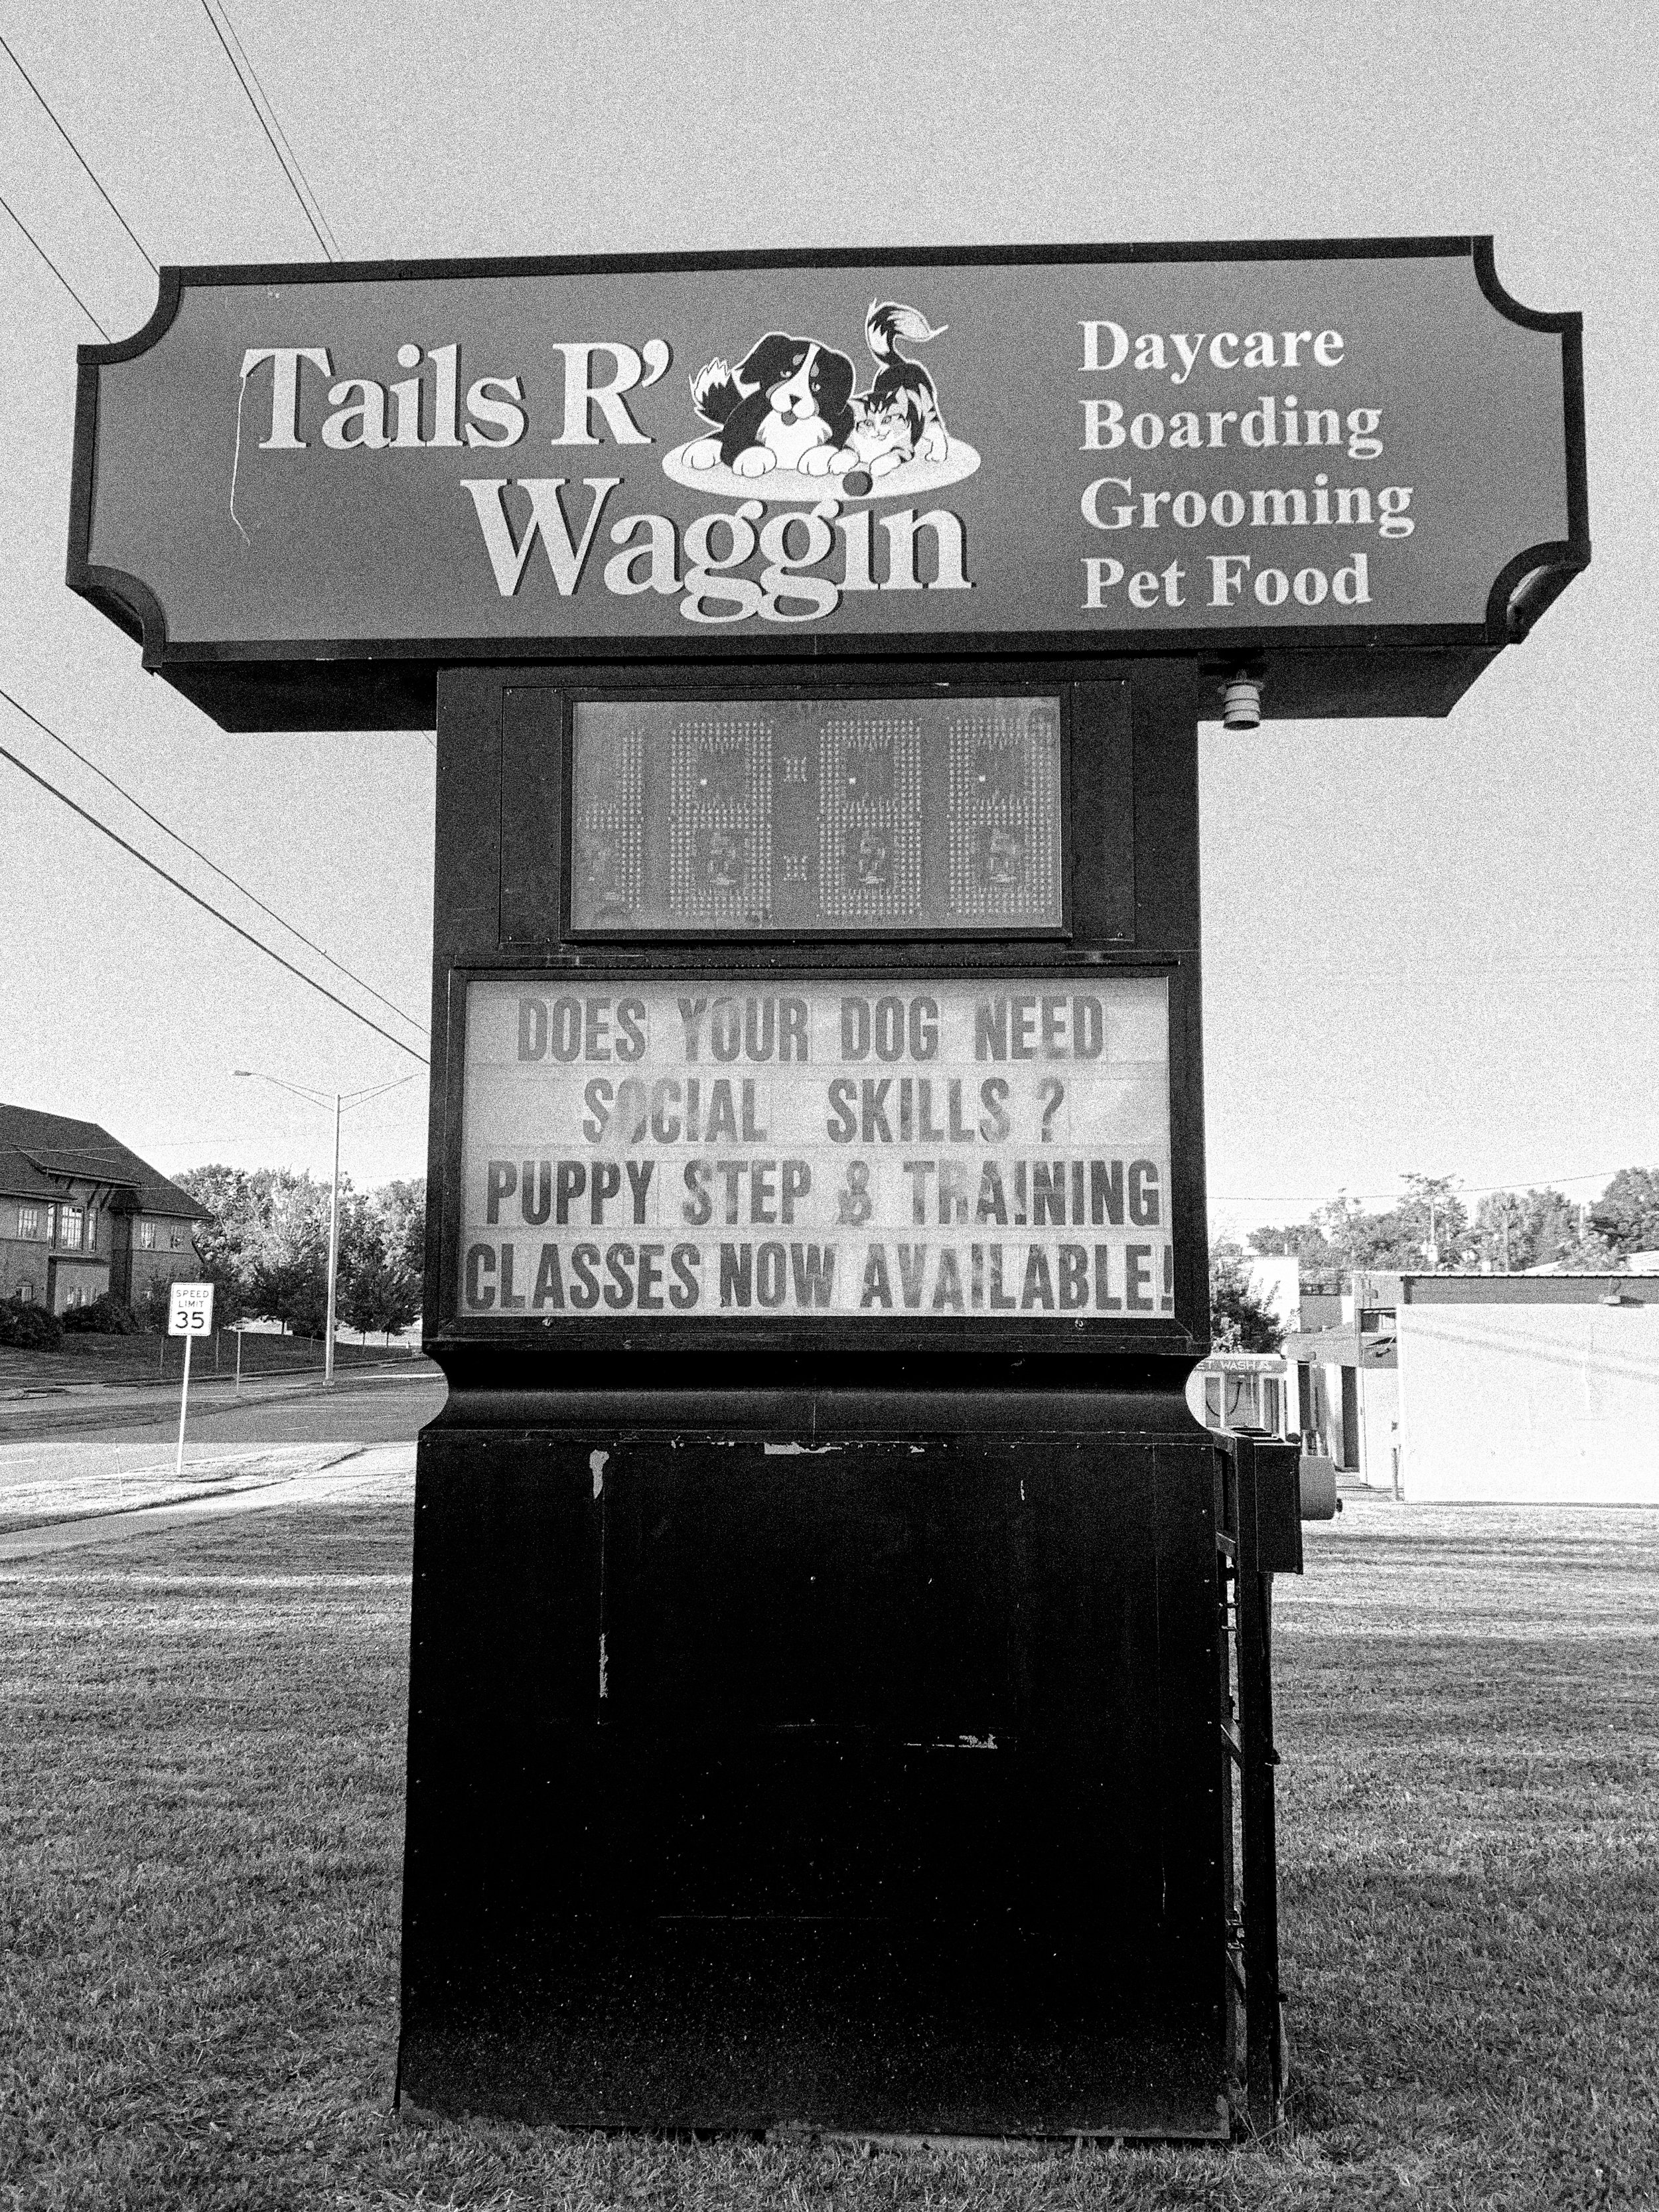 Tails R'
Waggin
Daycare
Boarding
Grooming
Pet Food
DOES YOUR DOG NEED
SOCIAL SKILLS ?
PUPPY STEP & TRAINING
CLASSES NOW AVAILABLE!
SPEED
LIMIT
35
WASH